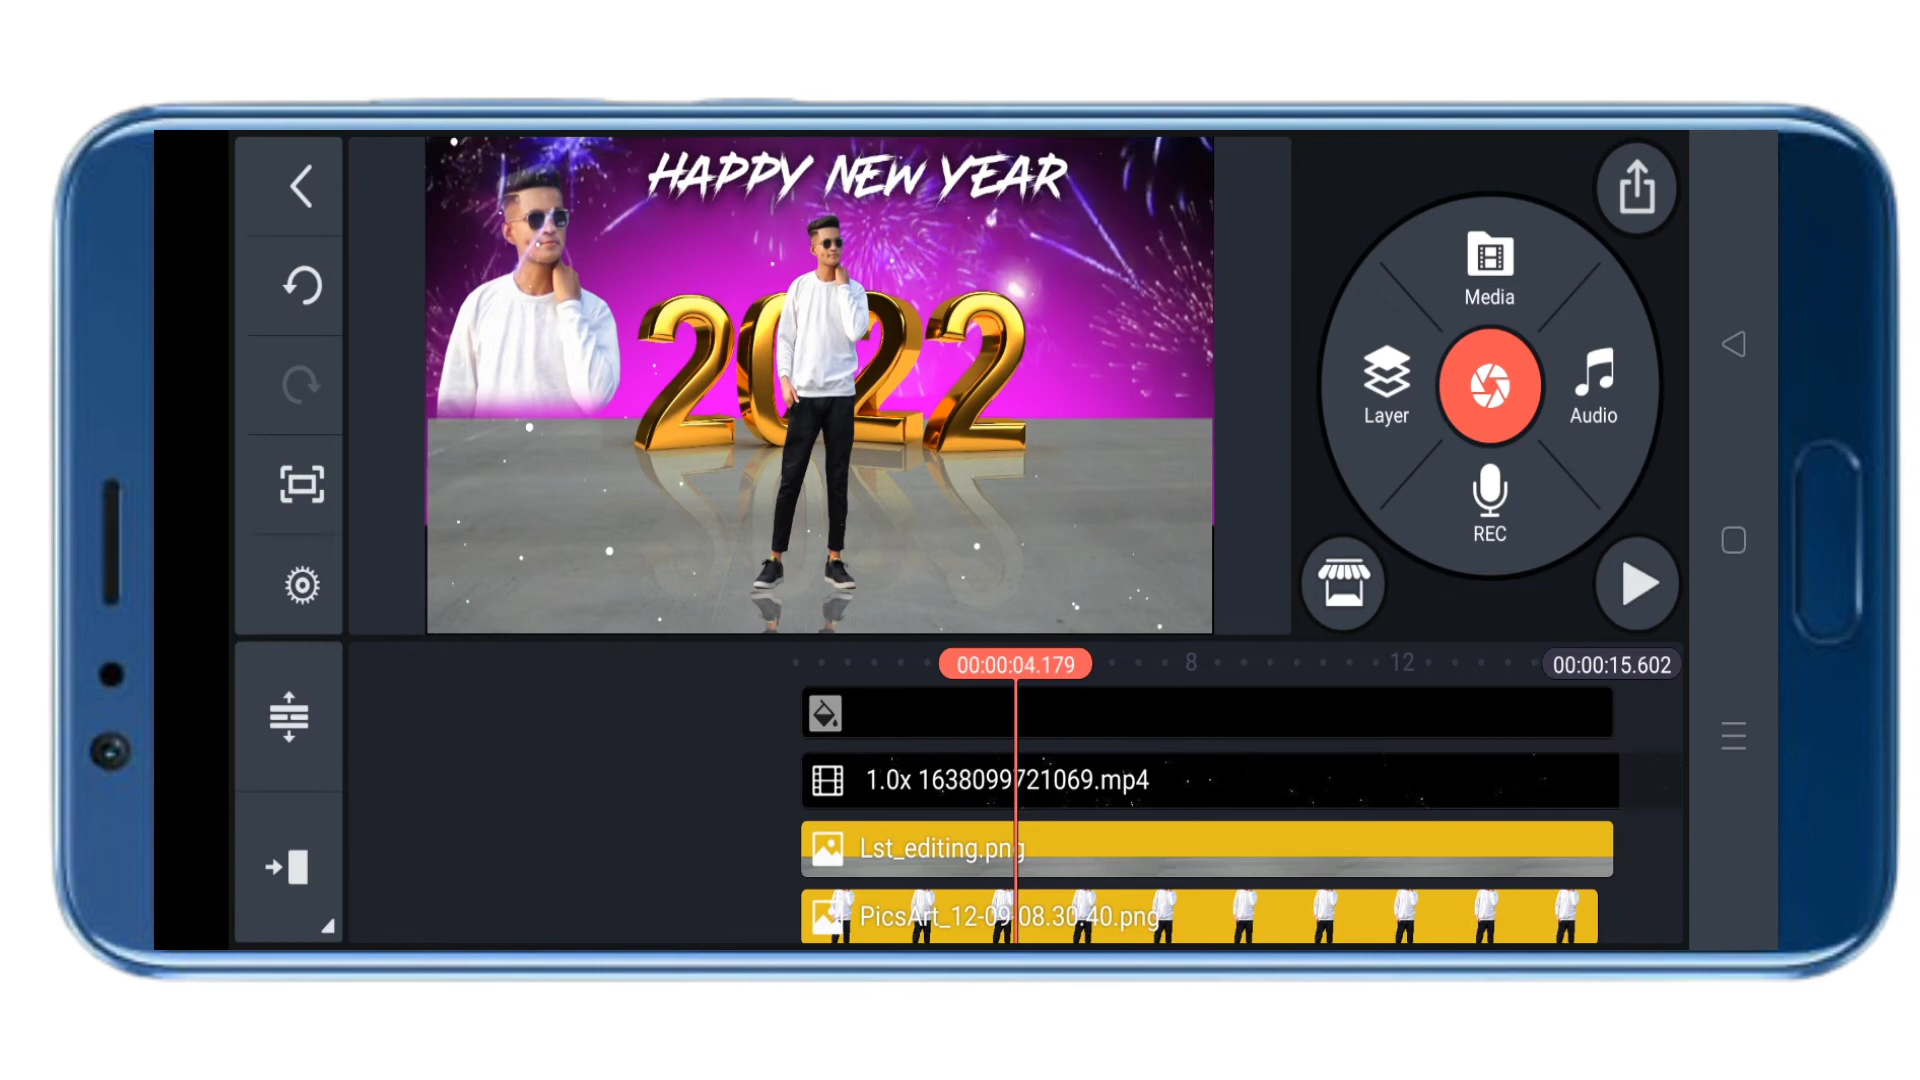 HAPPY NEW YEAR
2022
Media
Layer
Audio
REC
00:00:04.179
8
12
00:00:15.602
1.0x 1638099721069.mp4
Lst_editing.png
PicsArt_12-09-08.30.40.png